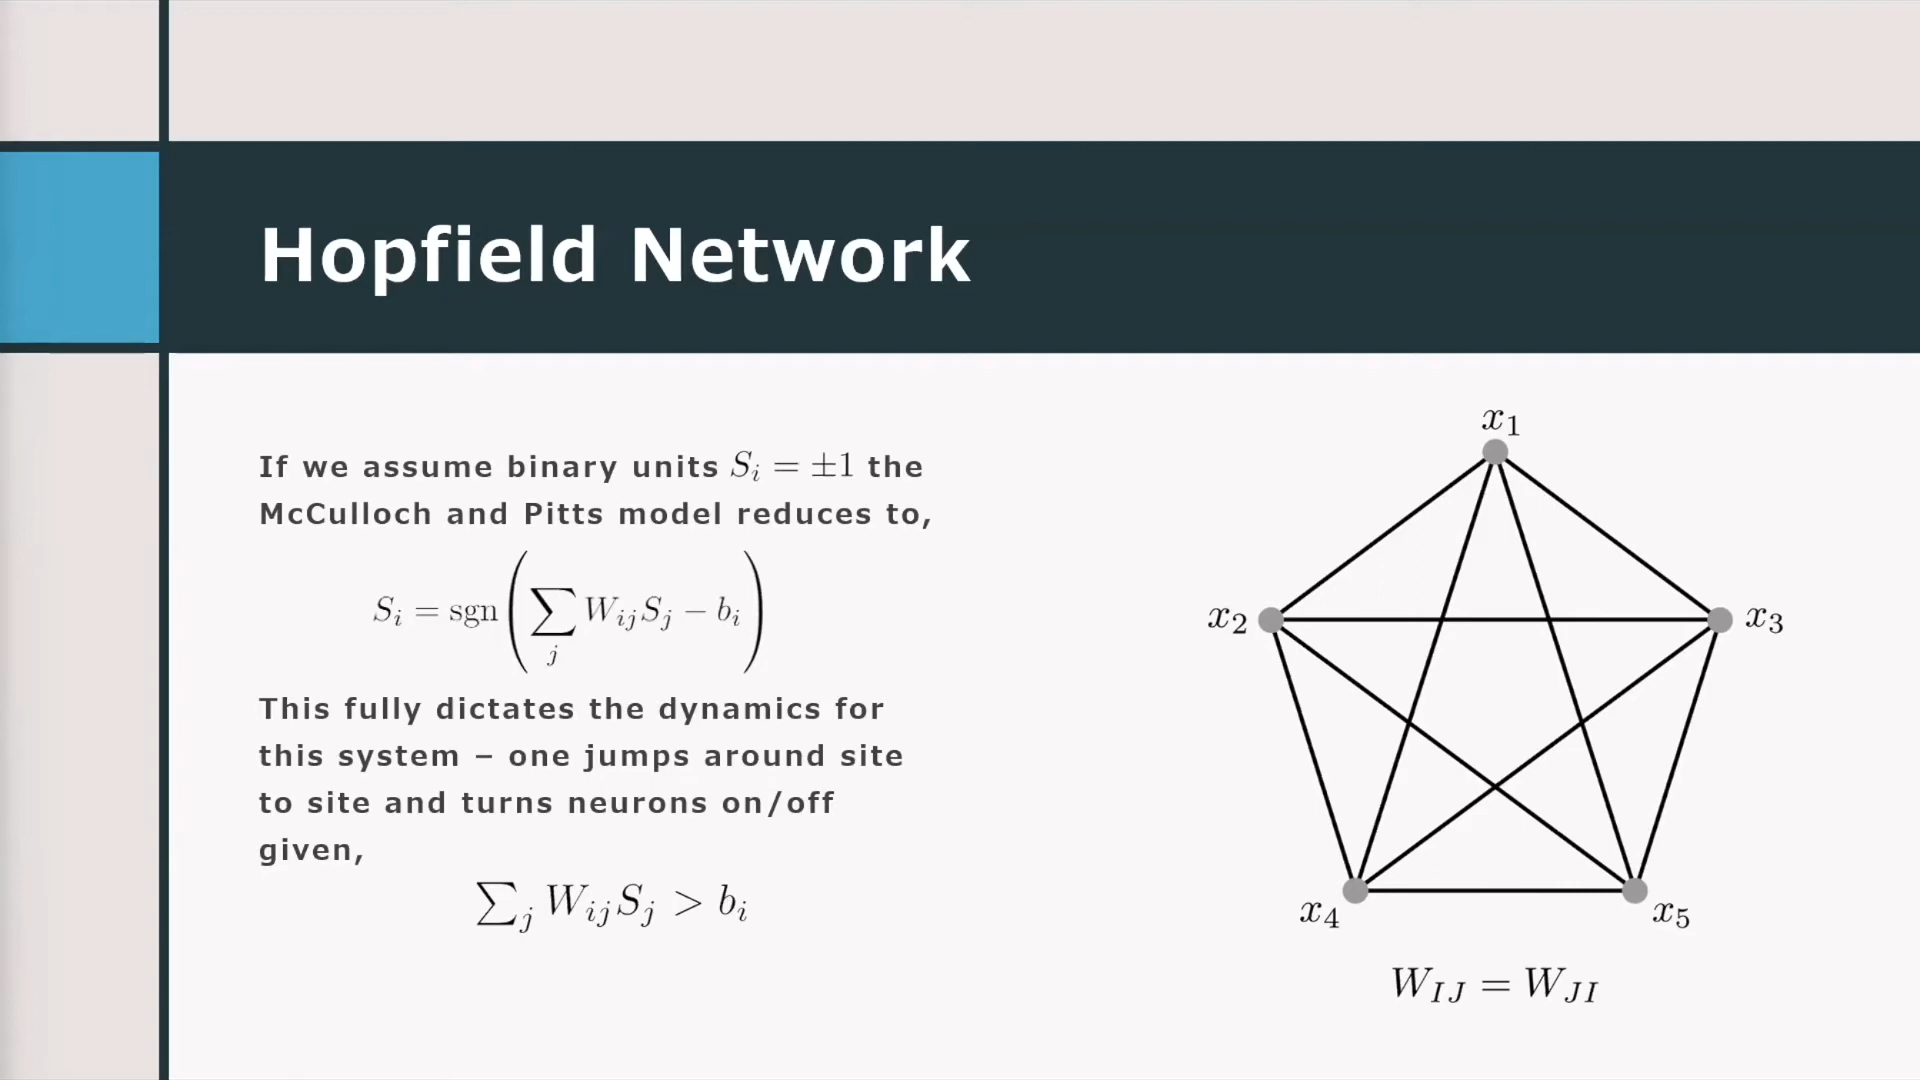 Hopfield Network
If we assume binary units $S_i = \pm 1$ the
McCulloch and Pitts model reduces to,
$S_i = \text{sgn}\left(\sum_j W_{ij} S_j - b_i\right)$
This fully dictates the dynamics for
this system – one jumps around site
to site and turns neurons on/off
given,
$\sum_j W_{ij} S_j > b_i$
$x_1$
$x_2$
$x_3$
$x_4$
$x_5$
$W_{IJ} = W_{JI}$